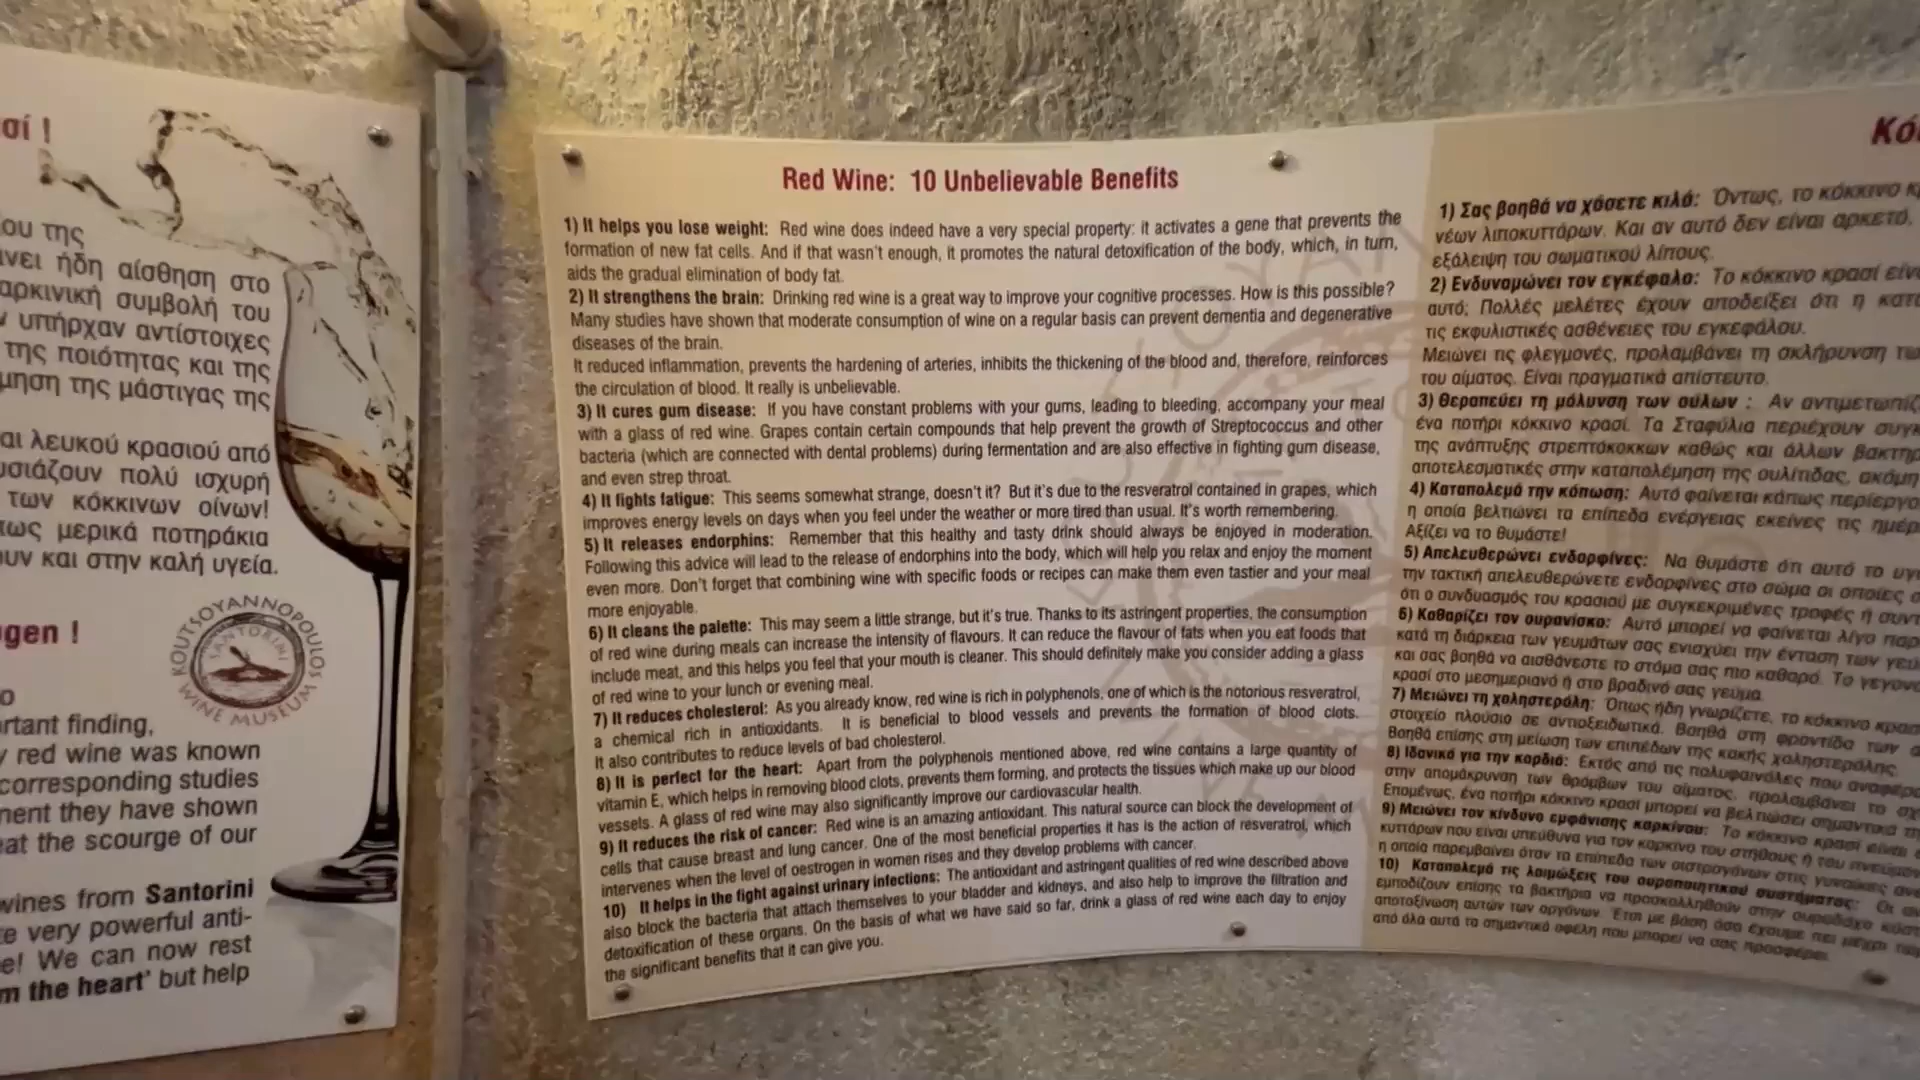 σί !
ου της
νει ήδη αίσθηση στο
αρκινική συμβολή του
ν υπήρχαν αντίστοιχες
της ποιότητας και της
μηση της μάστιγας της
αι λευκού κρασιού από
υσιάζουν πολύ ισχυρή
των κόκκινων οίνων!
πως μερικά ποτηράκια
ουν και στην καλή υγεία.
ogen !
KOUTSOYANNOPOULOS
SANTORINI
WINE MUSEUM
o
ortant finding,
y red wine was known
corresponding studies
ment they have shown
eat the scourge of our
wines from Santorini
te very powerful anti-
e! We can now rest
m the heart' but help
Red Wine: 10 Unbelievable Benefits
1) It helps you lose weight: Red wine does indeed have a very special property: it activates a gene that prevents the
formation of new fat cells. And if that wasn't enough, it promotes the natural detoxification of the body, which, in turn,
aids the gradual elimination of body fat.
2) It strengthens the brain: Drinking red wine is a great way to improve your cognitive processes. How is this possible?
Many studies have shown that moderate consumption of wine on a regular basis can prevent dementia and degenerative
diseases of the brain.
It reduced inflammation, prevents the hardening of arteries, inhibits the thickening of the blood and, therefore, reinforces
the circulation of blood. It really is unbelievable.
3) It cures gum disease: If you have constant problems with your gums, leading to bleeding, accompany your meal
with a glass of red wine. Grapes contain certain compounds that help prevent the growth of Streptococcus and other
bacteria (which are connected with dental problems) during fermentation and are also effective in fighting gum disease,
and even strep throat.
4) It fights fatigue: This seems somewhat strange, doesn't it? But it's due to the resveratrol contained in grapes, which
improves energy levels on days when you feel under the weather or more tired than usual. It's worth remembering.
5) It releases endorphins: Remember that this healthy and tasty drink should always be enjoyed in moderation.
Following this advice will lead to the release of endorphins into the body, which will help you relax and enjoy the moment
even more. Don't forget that combining wine with specific foods or recipes can make them even tastier and your meal
more enjoyable.
6) It cleans the palette: This may seem a little strange, but it's true. Thanks to its astringent properties, the consumption
of red wine during meals can increase the intensity of flavours. It can reduce the flavour of fats when you eat foods that
include meat, and this helps you feel that your mouth is cleaner. This should definitely make you consider adding a glass
of red wine to your lunch or evening meal.
7) It reduces cholesterol: As you already know, red wine is rich in polyphenols, one of which is the notorious resveratrol,
a chemical rich in antioxidants. It is beneficial to blood vessels and prevents the formation of blood clots.
It also contributes to reduce levels of bad cholesterol.
8) It is perfect for the heart: Apart from the polyphenols mentioned above, red wine contains a large quantity of
vitamin E, which helps in removing blood clots, prevents them forming, and protects the tissues which make up our blood
vessels. A glass of red wine may also significantly improve our cardiovascular health.
9) It reduces the risk of cancer: Red wine is an amazing antioxidant. This natural source can block the development of
cells that cause breast and lung cancer. One of the most beneficial properties it has is the action of resveratrol, which
intervenes when the level of oestrogen in women rises and they develop problems with cancer.
10) It helps in the fight against urinary infections: The antioxidant and astringent qualities of red wine described above
also block the bacteria that attach themselves to your bladder and kidneys, and also help to improve the filtration and
detoxification of these organs. On the basis of what we have said so far, drink a glass of red wine each day to enjoy
the significant benefits that it can give you.
Κό
1) Σας βοηθά να χάσετε κιλά: Όντως, το κόκκινο κ
νέων λιποκυττάρων. Και αν αυτό δεν είναι αρκετό,
εξάλειψη του σωματικού λίπους.
2) Ενδυναμώνει τον εγκέφαλο: Το κόκκινο κρασί είνα
αυτό; Πολλές μελέτες έχουν αποδείξει ότι η κατα
τις εκφυλιστικές ασθένειες του εγκεφάλου.
Μειώνει τις φλεγμονές, προλαμβάνει τη σκλήρυνση τω
του αίματος. Είναι πραγματικά απίστευτο.
3) Θεραπεύει τη μόλυνση των ούλων : Αν αντιμετωπίζ
ένα ποτήρι κόκκινο κρασί. Τα Σταφύλια περιέχουν συγκ
της ανάπτυξης στρεπτόκοκκων καθώς και άλλων βακτηρ
αποτελεσματικές στην καταπολέμηση της ουλίτιδας, ακόμη
4) Καταπολεμά την κόπωση: Αυτό φαίνεται κάπως περίεργο
η οποία βελτιώνει τα επίπεδα ενέργειας εκείνες τις ημέρ
Αξίζει να το θυμάστε!
5) Απελευθερώνει ενδορφίνες: Να θυμάστε ότι αυτό το υγι
την τακτική απελευθερώνετε ενδορφίνες στο σώμα οι οποίες σ
ότι ο συνδυασμός του κρασιού με συγκεκριμένες τροφές ή συντ
6) Καθαρίζει τον ουρανίσκο: Αυτό μπορεί να φαίνεται λίγο παρ
κατά τη διάρκεια των γευμάτων σας ενισχύει την ένταση των γεύ
και σας βοηθά να αισθάνεστε το στόμα σας πιο καθαρό. Το γεγονό
κρασί στο μεσημεριανό ή στο βραδινό σας γεύμα.
7) Μειώνει τη χοληστερόλη: Όπως ήδη γνωρίζετε, το κόκκινο κρασ
στοιχείο πλούσιο σε αντιοξειδωτικά. Βοηθά στη φροντίδα των α
Βοηθά επίσης στη μείωση των επιπέδων της κακής χοληστερόλης.
8) Ιδανικό για την καρδιά: Εκτός από τις πολυφαινόλες που αναφέρα
στην απομάκρυνση των θρόμβων του αίματος, προλαμβάνει το σχ
Επομένως, ένα ποτήρι κόκκινο κρασί μπορεί να βελτιώσει σημαντικά τη
9) Μειώνει τον κίνδυνο εμφάνισης καρκίνου: Το κόκκινο κρασί είναι
κυττάρων που είναι υπεύθυνα για τον καρκίνο του στήθους ή του πνεύμον
η οποία παρεμβαίνει όταν τα επίπεδα των οιστρογόνων στις γυναίκες αν
10) Καταπολεμά τις λοιμώξεις του ουροποιητικού συστήματος: Οι αν
εμποδίζουν επίσης τα βακτήρια να προσκολληθούν στην ουροδόχο κύστ
αποτοξίνωση αυτών των οργάνων. Έτσι με βάση όσα έχουμε πει μέχρι τώρ
από όλα αυτά τα σημαντικά οφέλη που μπορεί να σας προσφέρει.